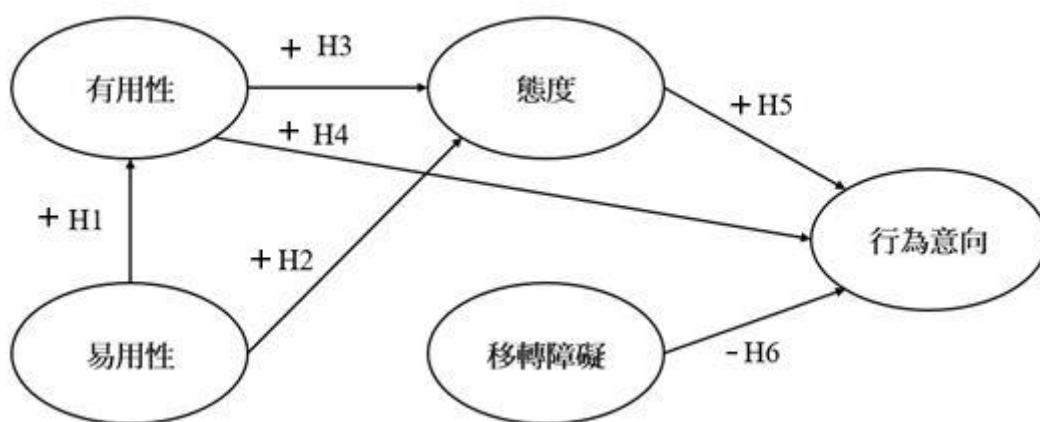 + H3
有用性
態度
+ H4
+ H5
+ H1
行為意向
+ H2
易用性
移轉障礙
- H6